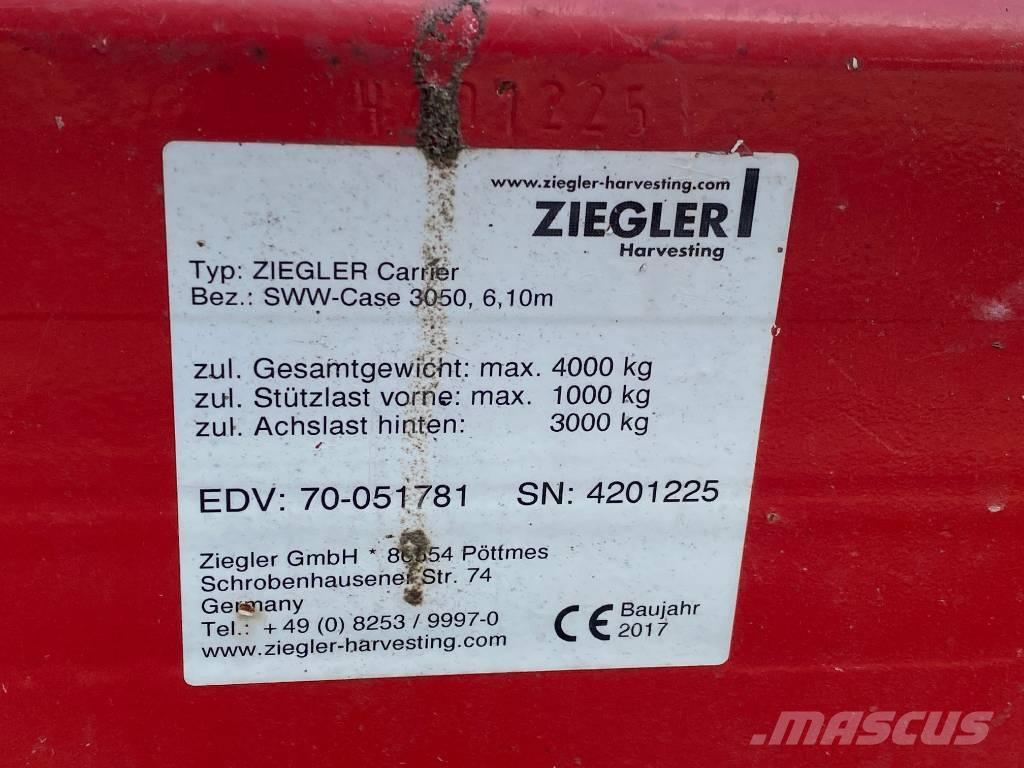 4201225
www.ziegler-harvesting.com
ZIEGLER
Harvesting
Typ: ZIEGLER Carrier
Bez.: SWW-Case 3050, 6,10m
zul. Gesamtgewicht: max. 4000 kg
zul. Stützlast vorne: max. 1000 kg
zul. Achslast hinten: 3000 kg
EDV: 70-051781 SN: 4201225
Ziegler GmbH * 86554 Pöttmes
Schrobenhausener Str. 74
Germany
Tel.: + 49 (0) 8253 / 9997-0
www.ziegler-harvesting.com
CE Baujahr
2017
MASCUS